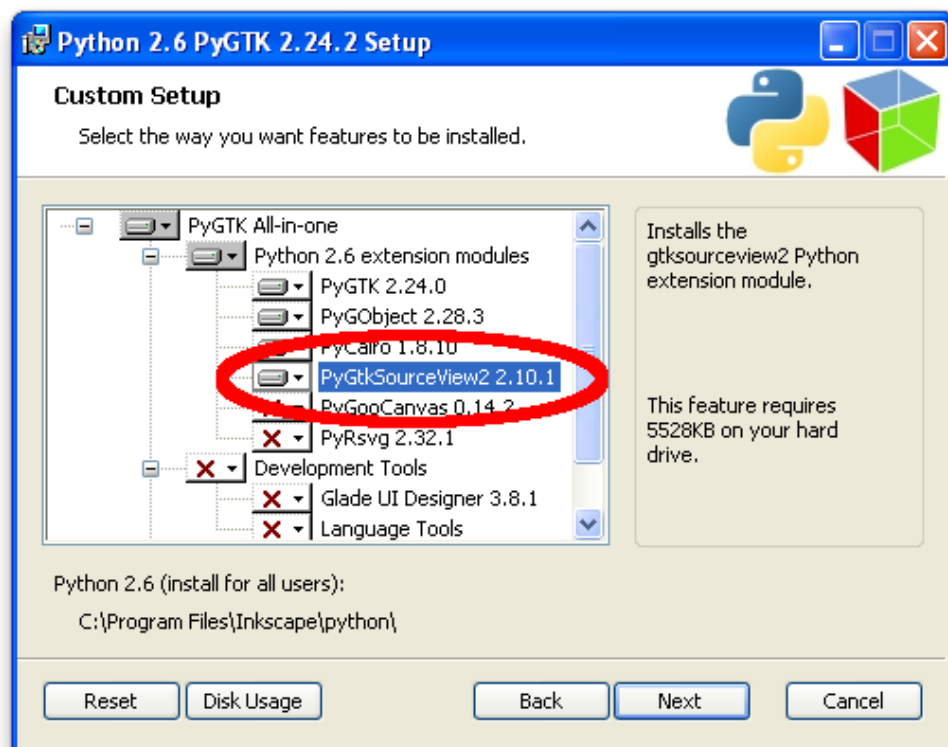 Python 2.6 PyGTK 2.24.2 Setup
Custom Setup
Select the way you want features to be installed.
PyGTK All-in-one
Python 2.6 extension modules
PyGTK 2.24.0
PyGObject 2.28.3
PyCairo 1.8.10
PyGtkSourceView2 2.10.1
PyGooCanvas 0.14.2
PyRsvg 2.32.1
Development Tools
Glade UI Designer 3.8.1
Language Tools
Installs the
gtksourceview2 Python
extension module.
This feature requires
5528KB on your hard
drive.
Python 2.6 (install for all users):
C:\Program Files\Inkscape\python\
Reset
Disk Usage
Back
Next
Cancel